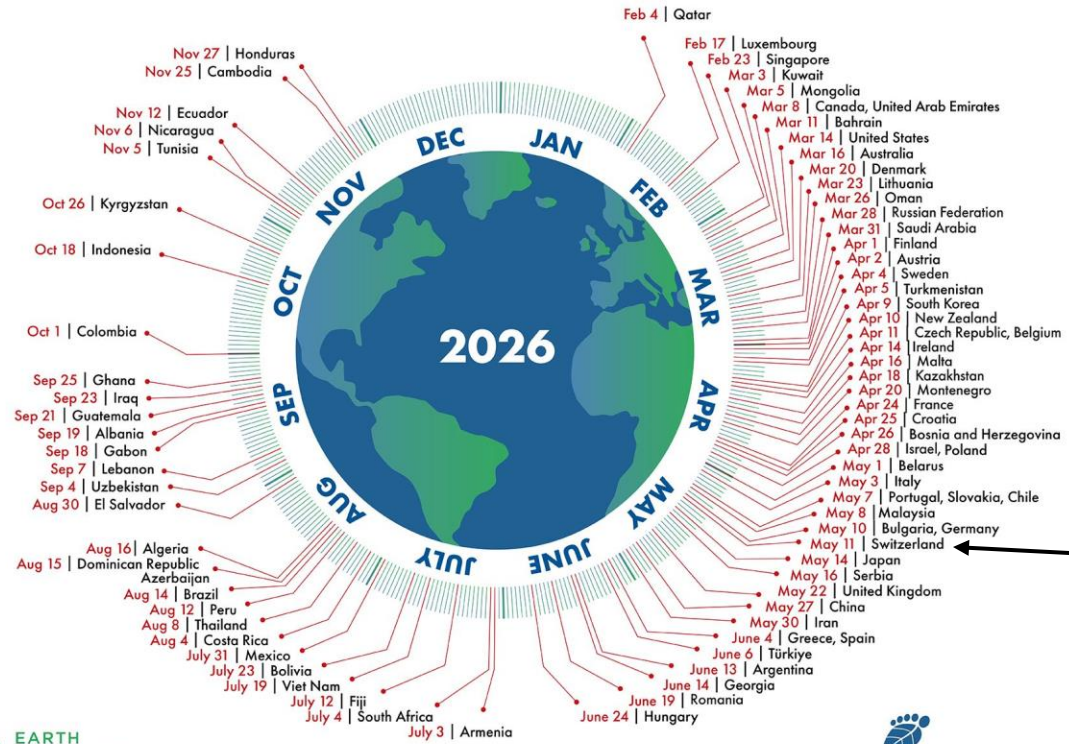 Feb 4 | Qatar
Feb 17 | Luxembourg
Feb 23 | Singapore
Mar 3 | Kuwait
Mar 5 | Mongolia
Mar 8 | Canada, United Arab Emirates
Mar 11 | Bahrain
Mar 14 | United States
Mar 16 | Australia
Mar 20 | Denmark
Mar 23 | Lithuania
Mar 26 | Oman
Mar 28 | Russian Federation
Mar 31 | Saudi Arabia
Apr 1 | Finland
Apr 2 | Austria
Apr 4 | Sweden
Apr 5 | Turkmenistan
Apr 9 | South Korea
Apr 10 | New Zealand
Apr 11 | Czech Republic, Belgium
Apr 14 | Ireland
Apr 16 | Malta
Apr 18 | Kazakhstan
Apr 20 | Montenegro
Apr 24 | France
Apr 25 | Croatia
Apr 26 | Bosnia and Herzegovina
Apr 28 | Israel, Poland
May 1 | Belarus
May 3 | Italy
May 7 | Portugal, Slovakia, Chile
May 8 | Malaysia
May 10 | Bulgaria, Germany
May 11 | Switzerland
May 14 | Japan
May 16 | Serbia
May 22 | United Kingdom
May 27 | China
May 30 | Iran
June 4 | Greece, Spain
June 6 | Türkiye
June 13 | Argentina
June 14 | Georgia
June 19 | Romania
June 24 | Hungary
July 3 | Armenia
July 4 | South Africa
July 12 | Fiji
July 19 | Viet Nam
July 23 | Bolivia
July 31 | Mexico
Aug 4 | Costa Rica
Aug 8 | Thailand
Aug 12 | Peru
Aug 14 | Brazil
Aug 15 | Dominican Republic
Azerbaijan
Aug 16 | Algeria
Aug 30 | El Salvador
Sep 4 | Uzbekistan
Sep 7 | Lebanon
Sep 18 | Gabon
Sep 19 | Albania
Sep 21 | Guatemala
Sep 23 | Iraq
Sep 25 | Ghana
Oct 1 | Colombia
Oct 18 | Indonesia
Oct 26 | Kyrgyzstan
Nov 5 | Tunisia
Nov 6 | Nicaragua
Nov 12 | Ecuador
Nov 25 | Cambodia
Nov 27 | Honduras
JAN
FEB
MAR
APR
MAY
JUNE
JULY
AUG
SEP
OCT
NOV
DEC
2026
EARTH